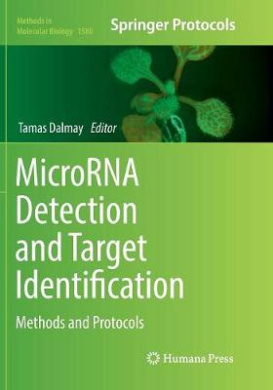 Methods in
Molecular Biology 1580
Springer Protocols
Tamas Dalmay Editor
MicroRNA
Detection
and Target
Identification
Methods and Protocols
Humana Press